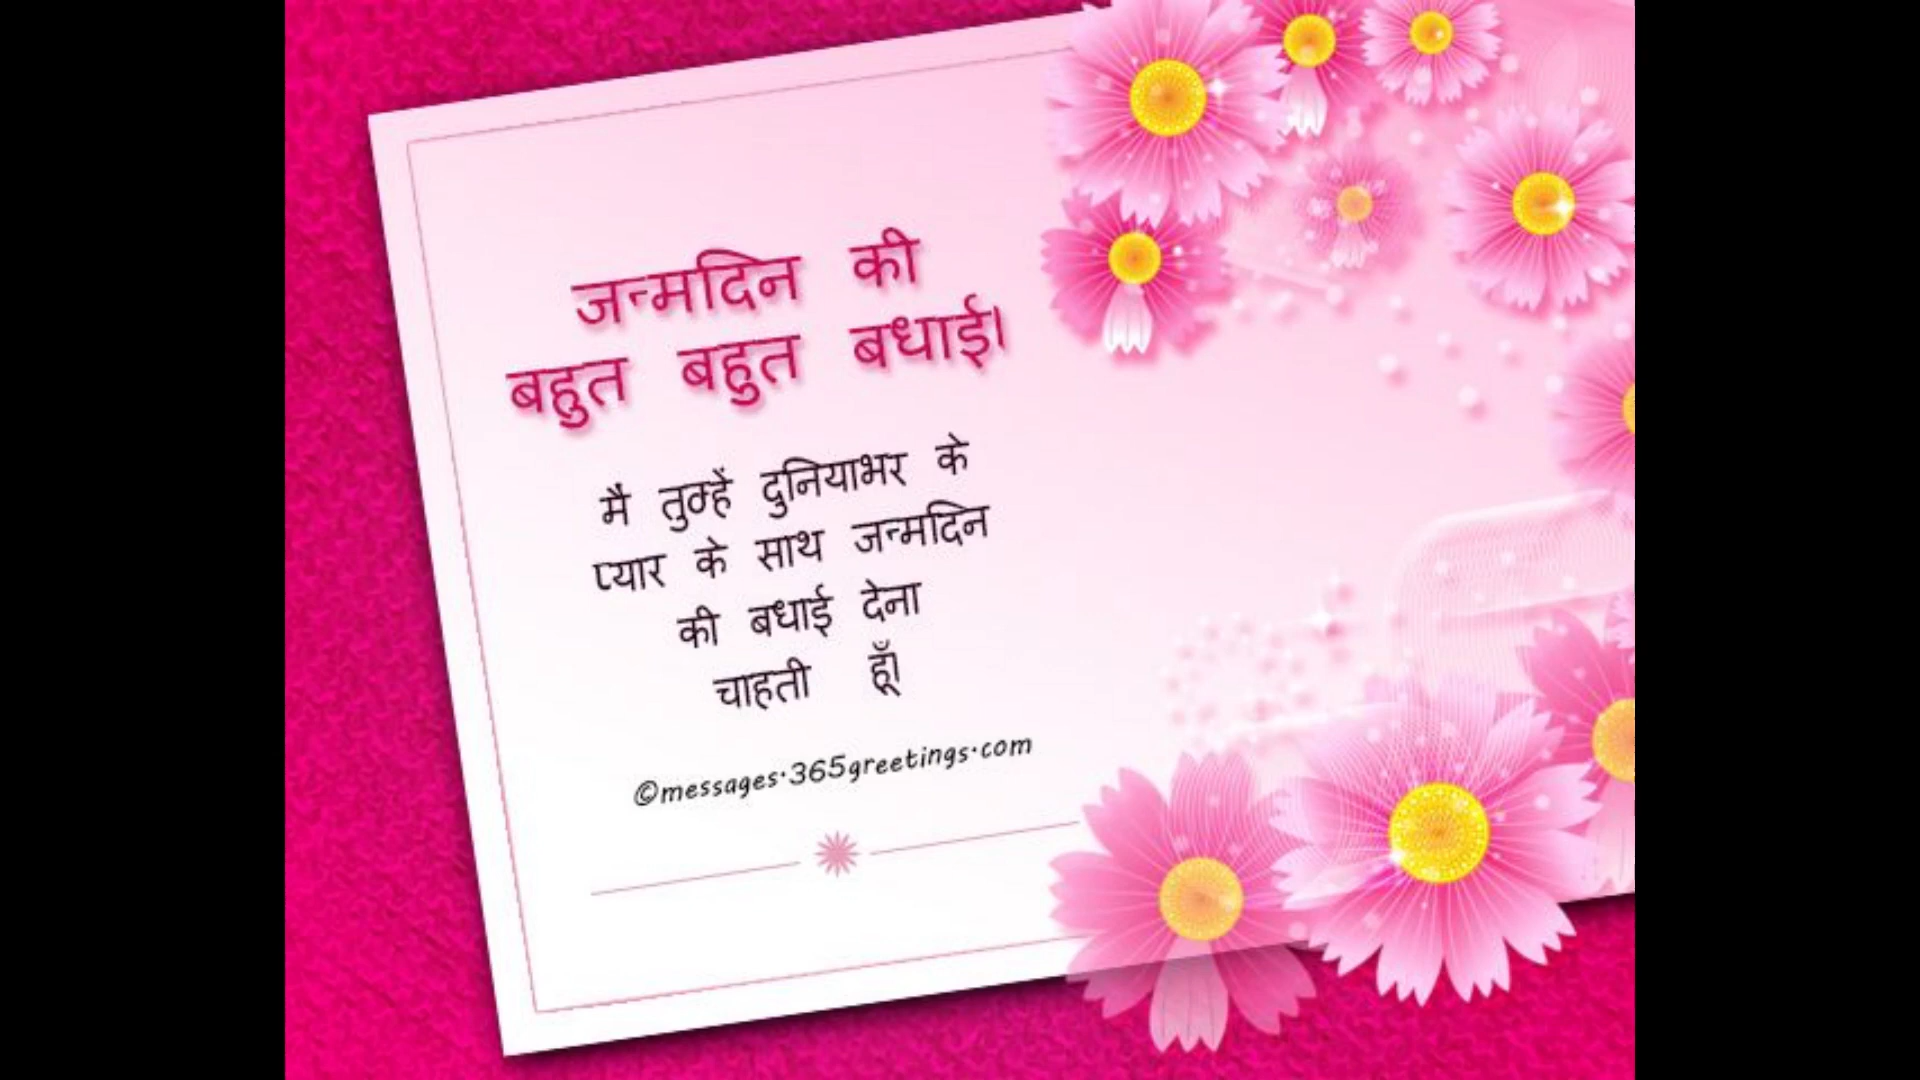 जन्मदिन की
बहुत बहुत बधाई।
मै तुम्हें दुनियाभर के
प्यार के साथ जन्मदिन
की बधाई देना
चाहती हूँ।
©messages.365greetings.com